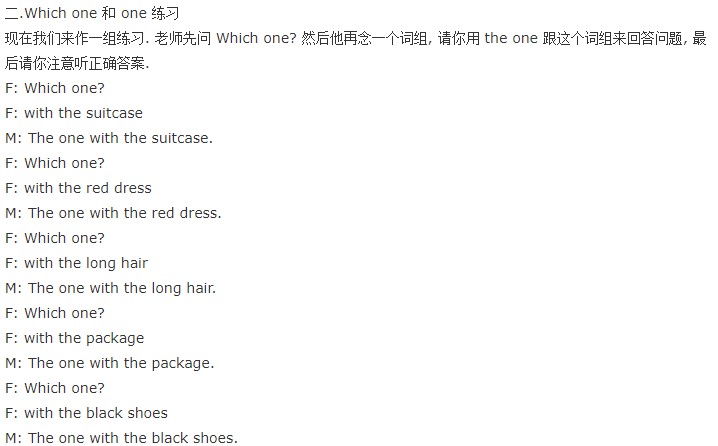 二.Which one 和 one 练习
现在我们来作一组练习. 老师先问 Which one? 然后他再念一个词组, 请你用 the one 跟这个词组来回答问题, 最
后请你注意听正确答案.
F: Which one?
F: with the suitcase
M: The one with the suitcase.
F: Which one?
F: with the red dress
M: The one with the red dress.
F: Which one?
F: with the long hair
M: The one with the long hair.
F: Which one?
F: with the package
M: The one with the package.
F: Which one?
F: with the black shoes
M: The one with the black shoes.